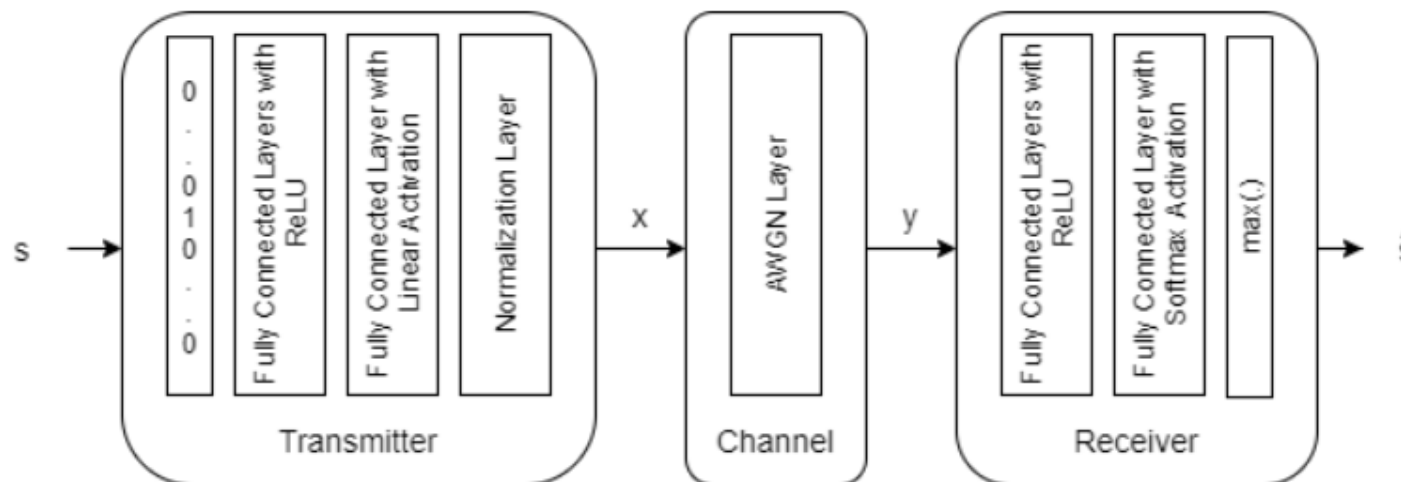 s
0
.
.
0
1
0
.
.
0
Fully Connected Layers with
ReLU
Fully Connected Layer with
Linear Activation
Normalization Layer
Transmitter
x
AWGN Layer
Channel
y
Fully Connected Layers with
ReLU
Fully Connected Layer with
Softmax Activation
max(.)
Receiver